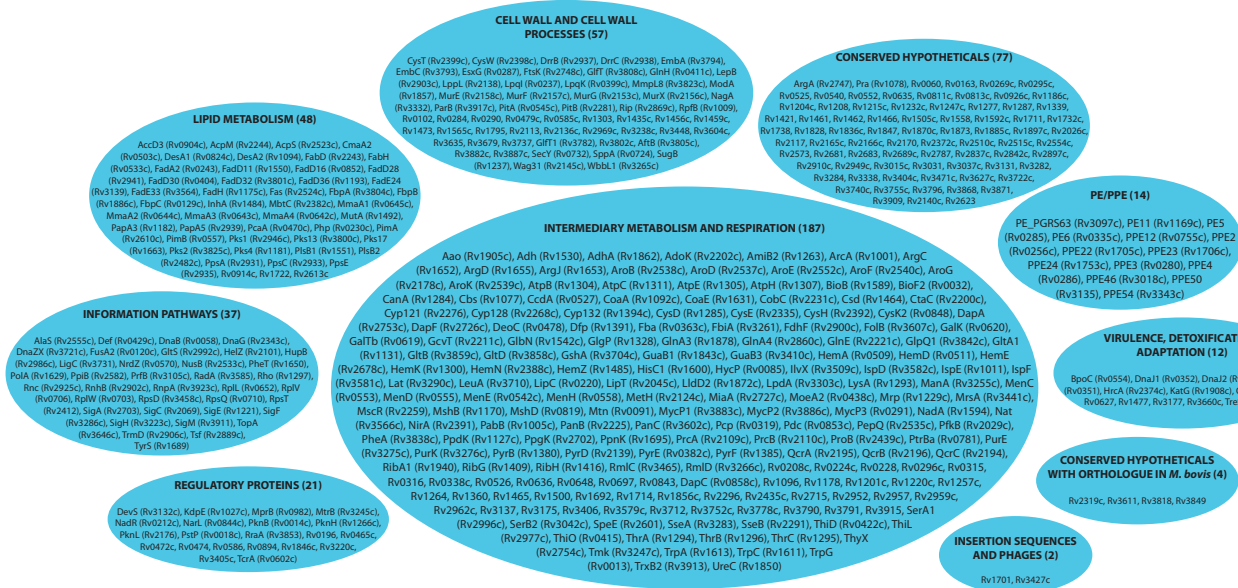 CELL WALL AND CELL WALL
PROCESSES (57)
CysT (Rv2399c), CysW (Rv2398c), DrrB (Rv2937), DrrC (Rv2938), EmbA (Rv3794),
EmbC (Rv3793), EsxG (Rv0287), FtsK (Rv2748c), GlfT (Rv3808c), GlnH (Rv0411c), LepB
(Rv2903c), LppL (Rv2138), LpqI (Rv0237), LpqK (Rv0399c), MmpL8 (Rv3823c), ModA
(Rv1857), MurE (Rv2158c), MurF (Rv2157c), MurG (Rv2153c), MurX (Rv2156c), NagA
(Rv3332), ParB (Rv3917c), PitA (Rv0545c), PitB (Rv2281), Rip (Rv2869c), RpfB (Rv1009),
Rv0102, Rv0284, Rv0290, Rv0479c, Rv0585c, Rv1303, Rv1435c, Rv1456c, Rv1459c,
Rv1473, Rv1565c, Rv1795, Rv2113, Rv2136c, Rv2969c, Rv3238c, Rv3448, Rv3604c,
Rv3635, Rv3679, Rv3737, GlfT1 (Rv3782), Rv3802c, AftB (Rv3805c),
Rv3882c, Rv3887c, SecY (Rv0732), SppA (Rv0724), SugB
(Rv1237), Wag31 (Rv2145c), WbbL1 (Rv3265c)
CONSERVED HYPOTHETICALS (77)
ArgA (Rv2747), Pra (Rv1078), Rv0060, Rv0163, Rv0269c, Rv0295c,
Rv0525, Rv0540, Rv0552, Rv0635, Rv0811c, Rv0813c, Rv0926c, Rv1186c,
Rv1204c, Rv1208, Rv1215c, Rv1232c, Rv1247c, Rv1277, Rv1287, Rv1339,
Rv1421, Rv1461, Rv1462, Rv1466, Rv1505c, Rv1558, Rv1592c, Rv1711, Rv1732c,
Rv1738, Rv1828, Rv1836c, Rv1847, Rv1870c, Rv1873, Rv1885c, Rv1897c, Rv2026c,
Rv2117, Rv2165c, Rv2166c, Rv2170, Rv2372c, Rv2510c, Rv2515c, Rv2554c,
Rv2573, Rv2681, Rv2683, Rv2689c, Rv2787, Rv2837c, Rv2842c, Rv2897c,
Rv2910c, Rv2949c, Rv3015c, Rv3031, Rv3037c, Rv3131, Rv3282,
Rv3284, Rv3338, Rv3404c, Rv3471c, Rv3627c, Rv3722c,
Rv3740c, Rv3755c, Rv3796, Rv3868, Rv3871,
Rv3909, Rv2140c, Rv2623
LIPID METABOLISM (48)
AccD3 (Rv0904c), AcpM (Rv2244), AcpS (Rv2523c), CmaA2
(Rv0503c), DesA1 (Rv0824c), DesA2 (Rv1094), FabD (Rv2243), FabH
(Rv0533c), FadA2 (Rv0243), FadD11 (Rv1550), FadD16 (Rv0852), FadD28
(Rv2941), FadD30 (Rv0404), FadD32 (Rv3801c), FadD36 (Rv1193), FadE24
(Rv3139), FadE33 (Rv3564), FadH (Rv1175c), Fas (Rv2524c), FbpA (Rv3804c), FbpB
(Rv1886c), FbpC (Rv0129c), InhA (Rv1484), MbtC (Rv2382c), MmaA1 (Rv0645c),
MmaA2 (Rv0644c), MmaA3 (Rv0643c), MmaA4 (Rv0642c), MutA (Rv1492),
PapA3 (Rv1182), PapA5 (Rv2939), PcaA (Rv0470c), Php (Rv0230c), PimA
(Rv2610c), PimB (Rv0557), Pks1 (Rv2946c), Pks13 (Rv3800c), Pks17
(Rv1663), Pks2 (Rv3825c), Pks4 (Rv1181), PlsB1 (Rv1551), PlsB2
(Rv2482c), PpsA (Rv2931), PpsC (Rv2933), PpsE
(Rv2935), Rv0914c, Rv1722, Rv2613c
PE/PPE (14)
PE_PGRS63 (Rv3097c), PE11 (Rv1169c), PE5
(Rv0285), PE6 (Rv0335c), PPE12 (Rv0755c), PPE2
(Rv0256c), PPE22 (Rv1705c), PPE23 (Rv1706c),
PPE24 (Rv1753c), PPE3 (Rv0280), PPE4
(Rv0286), PPE46 (Rv3018c), PPE50
(Rv3135), PPE54 (Rv3343c)
INTERMEDIARY METABOLISM AND RESPIRATION (187)
Aao (Rv1905c), Adh (Rv1530), AdhA (Rv1862), AdoK (Rv2202c), AmiB2 (Rv1263), ArcA (Rv1001), ArgC
(Rv1652), ArgD (Rv1655), ArgJ (Rv1653), AroB (Rv2538c), AroD (Rv2537c), AroE (Rv2552c), AroF (Rv2540c), AroG
(Rv2178c), AroK (Rv2539c), AtpB (Rv1304), AtpC (Rv1311), AtpE (Rv1305), AtpH (Rv1307), BioB (Rv1589), BioF2 (Rv0032),
CanA (Rv1284), Cbs (Rv1077), CcdA (Rv0527), CoaA (Rv1092c), CoaE (Rv1631), CobC (Rv2231c), Csd (Rv1464), CtaC (Rv2200c),
Cyp121 (Rv2276), Cyp128 (Rv2268c), Cyp132 (Rv1394c), CysD (Rv1285), CysE (Rv2335), CysH (Rv2392), CysK2 (Rv0848), DapA
(Rv2753c), DapF (Rv2726c), DeoC (Rv0478), Dfp (Rv1391), Fba (Rv0363c), FbiA (Rv3261), FdhF (Rv2900c), FolB (Rv3607c), GalK (Rv0620),
GalTb (Rv0619), GcvT (Rv2211c), GlbN (Rv1542c), GlgP (Rv1328), GlnA3 (Rv1878), GlnA4 (Rv2860c), GlnE (Rv2221c), GlpQ1 (Rv3842c), GltA1
(Rv1131), GltB (Rv3859c), GltD (Rv3858c), GshA (Rv3704c), GuaB1 (Rv1843c), GuaB3 (Rv3410c), HemA (Rv0509), HemD (Rv0511), HemE
(Rv2678c), HemK (Rv1300), HemN (Rv2388c), HemZ (Rv1485), HisC1 (Rv1600), HycP (Rv0085), IlvX (Rv3509c), IspD (Rv3582c), IspE (Rv1011), IspF
(Rv3581c), Lat (Rv3290c), LeuA (Rv3710), LipC (Rv0220), LipT (Rv2045c), LldD2 (Rv1872c), LpdA (Rv3303c), LysA (Rv1293), ManA (Rv3255c), MenC
(Rv0553), MenD (Rv0555), MenE (Rv0542c), MenH (Rv0558), MetH (Rv2124c), MiaA (Rv2727c), MoeA2 (Rv0438c), Mrp (Rv1229c), MrsA (Rv3441c),
MscR (Rv2259), MshB (Rv1170), MshD (Rv0819), Mtn (Rv0091), MycP1 (Rv3883c), MycP2 (Rv3886c), MycP3 (Rv0291), NadA (Rv1594), Nat
(Rv3566c), NirA (Rv2391), PabB (Rv1005c), PanB (Rv2225), PanC (Rv3602c), Pcp (Rv0319), Pdc (Rv0853c), PepQ (Rv2535c), PfkB (Rv2029c),
PheA (Rv3838c), PpdK (Rv1127c), PpgK (Rv2702), PpnK (Rv1695), PrcA (Rv2109c), PrcB (Rv2110c), ProB (Rv2439c), PtrBa (Rv0781), PurE
(Rv3275c), PurK (Rv3276c), PyrB (Rv1380), PyrD (Rv2139), PyrE (Rv0382c), PyrF (Rv1385), QcrA (Rv2195), QcrB (Rv2196), QcrC (Rv2194),
RibA1 (Rv1940), RibG (Rv1409), RibH (Rv1416), RmlC (Rv3465), RmlD (Rv3266c), Rv0208c, Rv0224c, Rv0228, Rv0296c, Rv0315,
Rv0316, Rv0338c, Rv0526, Rv0636, Rv0648, Rv0697, Rv0843, DapC (Rv0858c), Rv1096, Rv1178, Rv1201c, Rv1220c, Rv1257c,
Rv1264, Rv1360, Rv1465, Rv1500, Rv1692, Rv1714, Rv1856c, Rv2296, Rv2435c, Rv2715, Rv2952, Rv2957, Rv2959c,
Rv2962c, Rv3137, Rv3175, Rv3406, Rv3579c, Rv3712, Rv3752c, Rv3778c, Rv3790, Rv3791, Rv3915, SerA1
(Rv2996c), SerB2 (Rv3042c), SpeE (Rv2601), SseA (Rv3283), SseB (Rv2291), ThiD (Rv0422c), ThiL
(Rv2977c), ThiO (Rv0415), ThrA (Rv1294), ThrB (Rv1296), ThrC (Rv1295), ThyX
(Rv2754c), Tmk (Rv3247c), TrpA (Rv1613), TrpC (Rv1611), TrpG
(Rv0013), TrxB2 (Rv3913), UreC (Rv1850)
INFORMATION PATHWAYS (37)
AlaS (Rv2555c), Def (Rv0429c), DnaB (Rv0058), DnaG (Rv2343c),
DnaZX (Rv3721c), FusA2 (Rv0120c), GltS (Rv2992c), HelZ (Rv2101), HupB
(Rv2986c), LigC (Rv3731), NrdZ (Rv0570), NusB (Rv2533c), PheT (Rv1650),
PolA (Rv1629), PpiB (Rv2582), PrfB (Rv3105c), RadA (Rv3585), Rho (Rv1297),
Rnc (Rv2925c), RnhB (Rv2902c), RnpA (Rv3923c), RplL (Rv0652), RplV
(Rv0706), RplW (Rv0703), RpsD (Rv3458c), RpsQ (Rv0710), RpsT
(Rv2412), SigA (Rv2703), SigC (Rv2069), SigE (Rv1221), SigF
(Rv3286c), SigH (Rv3223c), SigM (Rv3911), TopA
(Rv3646c), TrmD (Rv2906c), Tsf (Rv2889c),
TyrS (Rv1689)
VIRULENCE, DETOXIFICAT
ADAPTATION (12)
BpoC (Rv0554), DnaJ1 (Rv0352), DnaJ2 (R
(Rv0351), HrcA (Rv2374c), KatG (Rv1908c),
Rv0627, Rv1477, Rv3177, Rv3660c, Tre
CONSERVED HYPOTHETICALS
WITH ORTHOLOGUE IN M. bovis (4)
Rv2319c, Rv3611, Rv3818, Rv3849
REGULATORY PROTEINS (21)
DevS (Rv3132c), KdpE (Rv1027c), MprB (Rv0982), MtrB (Rv3245c),
NadR (Rv0212c), NarL (Rv0844c), PknB (Rv0014c), PknH (Rv1266c),
PknL (Rv2176), PstP (Rv0018c), RraA (Rv3853), Rv0196, Rv0465c,
Rv0472c, Rv0474, Rv0586, Rv0894, Rv1846c, Rv3220c,
Rv3405c, TcrA (Rv0602c)
INSERTION SEQUENCES
AND PHAGES (2)
Rv1701, Rv3427c